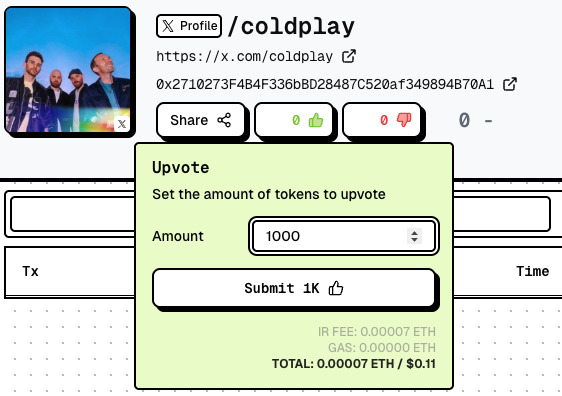 X Profile /coldplay
https://x.com/coldplay
0x2710273F4B4F336bBD28487C520af349894B70A1
Share 0 0 0 -
Upvote
Set the amount of tokens to upvote
Amount 1000
Submit 1K
IR FEE: 0.00007 ETH
GAS: 0.00000 ETH
TOTAL: 0.00007 ETH / $0.11
Tx Time